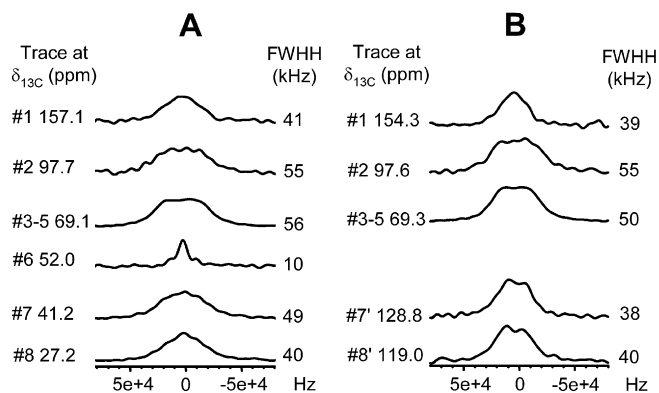 A
B
Trace at
δ13C (ppm)
FWHH
(kHz)
#1 157.1
41
#2 97.7
55
#3-5 69.1
56
#6 52.0
10
#7 41.2
49
#8 27.2
40
5e+4 0 -5e+4 Hz
Trace at
δ13C (ppm)
FWHH
(kHz)
#1 154.3
39
#2 97.6
55
#3-5 69.3
50
#7' 128.8
38
#8' 119.0
40
5e+4 0 -5e+4 Hz